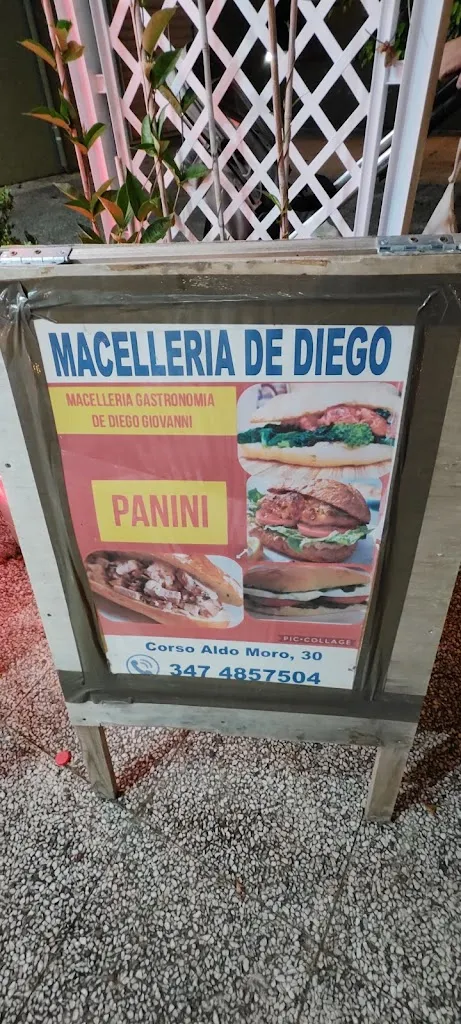 MACELLERIA DE DIEGO
MACELLERIA GASTRONOMIA
DE DIEGO GIOVANNI
PANINI
PIC•COLLAGE
Corso Aldo Moro, 30
347 4857504